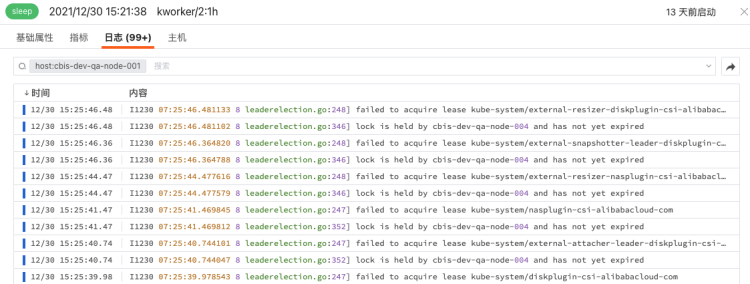 sleep 2021/12/30 15:21:38 kworker/2:1h 13 天前启动
基础属性 指标 日志 (99+) 主机
host:cbis-dev-qa-node-001 搜索
时间 内容
12/30 15:25:46.48 I1230 07:25:46.481133 8 leaderelection.go:248] failed to acquire lease kube-system/external-resizer-diskplugin-csi-alibabac…
12/30 15:25:46.48 I1230 07:25:46.481102 8 leaderelection.go:346] lock is held by cbis-dev-qa-node-004 and has not yet expired
12/30 15:25:46.36 I1230 07:25:46.364820 8 leaderelection.go:248] failed to acquire lease kube-system/external-snapshotter-leader-diskplugin-c…
12/30 15:25:46.36 I1230 07:25:46.364788 8 leaderelection.go:346] lock is held by cbis-dev-qa-node-004 and has not yet expired
12/30 15:25:44.47 I1230 07:25:44.477616 8 leaderelection.go:248] failed to acquire lease kube-system/external-resizer-nasplugin-csi-alibabacl…
12/30 15:25:44.47 I1230 07:25:44.477579 8 leaderelection.go:346] lock is held by cbis-dev-qa-node-004 and has not yet expired
12/30 15:25:41.47 I1230 07:25:41.469845 8 leaderelection.go:247] failed to acquire lease kube-system/nasplugin-csi-alibabacloud-com
12/30 15:25:41.47 I1230 07:25:41.469812 8 leaderelection.go:352] lock is held by cbis-dev-qa-node-004 and has not yet expired
12/30 15:25:40.74 I1230 07:25:40.744101 8 leaderelection.go:247] failed to acquire lease kube-system/external-attacher-leader-diskplugin-csi-…
12/30 15:25:40.74 I1230 07:25:40.744047 8 leaderelection.go:352] lock is held by cbis-dev-qa-node-004 and has not yet expired
12/30 15:25:39.98 I1230 07:25:39.978543 8 leaderelection.go:247] failed to acquire lease kube-system/diskplugin-csi-alibabacloud-com